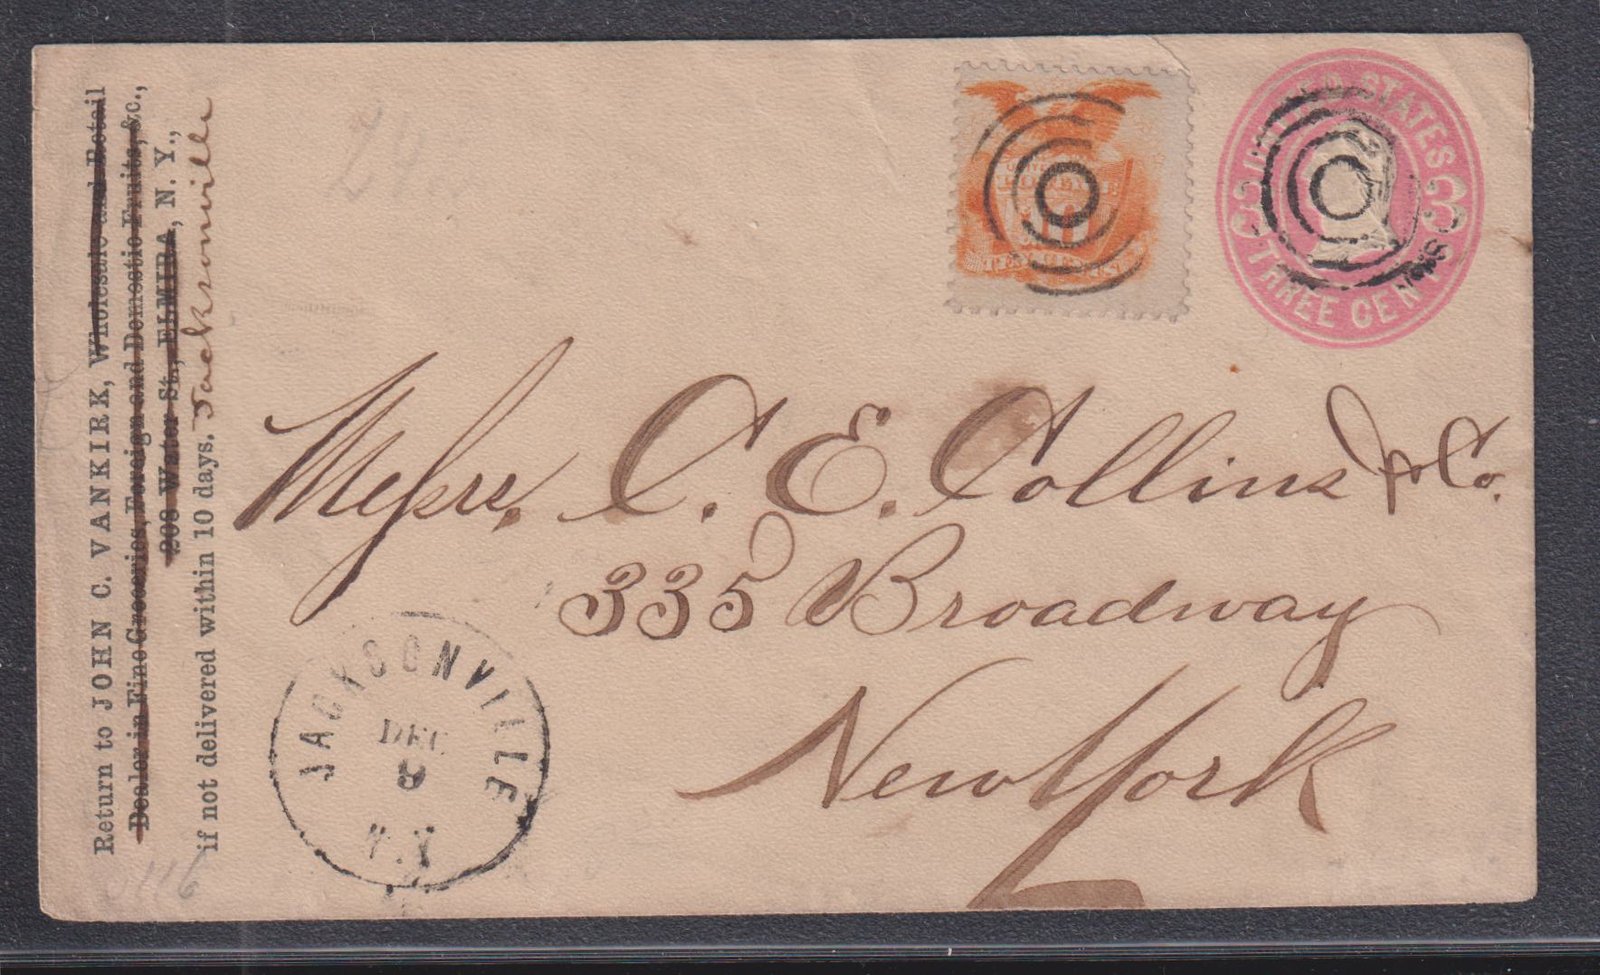 Return to JOHN C. VANKIRK, Wholesale and Retail
Dealer in Fine Groceries, Foreign and Domestic Fruits, &c.,
208 Water St., ELMIRA, N. Y.,
if not delivered within 10 days. Jacksonville
UNITED STATES
3 3
THREE CENTS
Messrs. C. E. Collins & Co.
335 Broadway
New York
JACKSONVILLE
DEC
8
N.Y